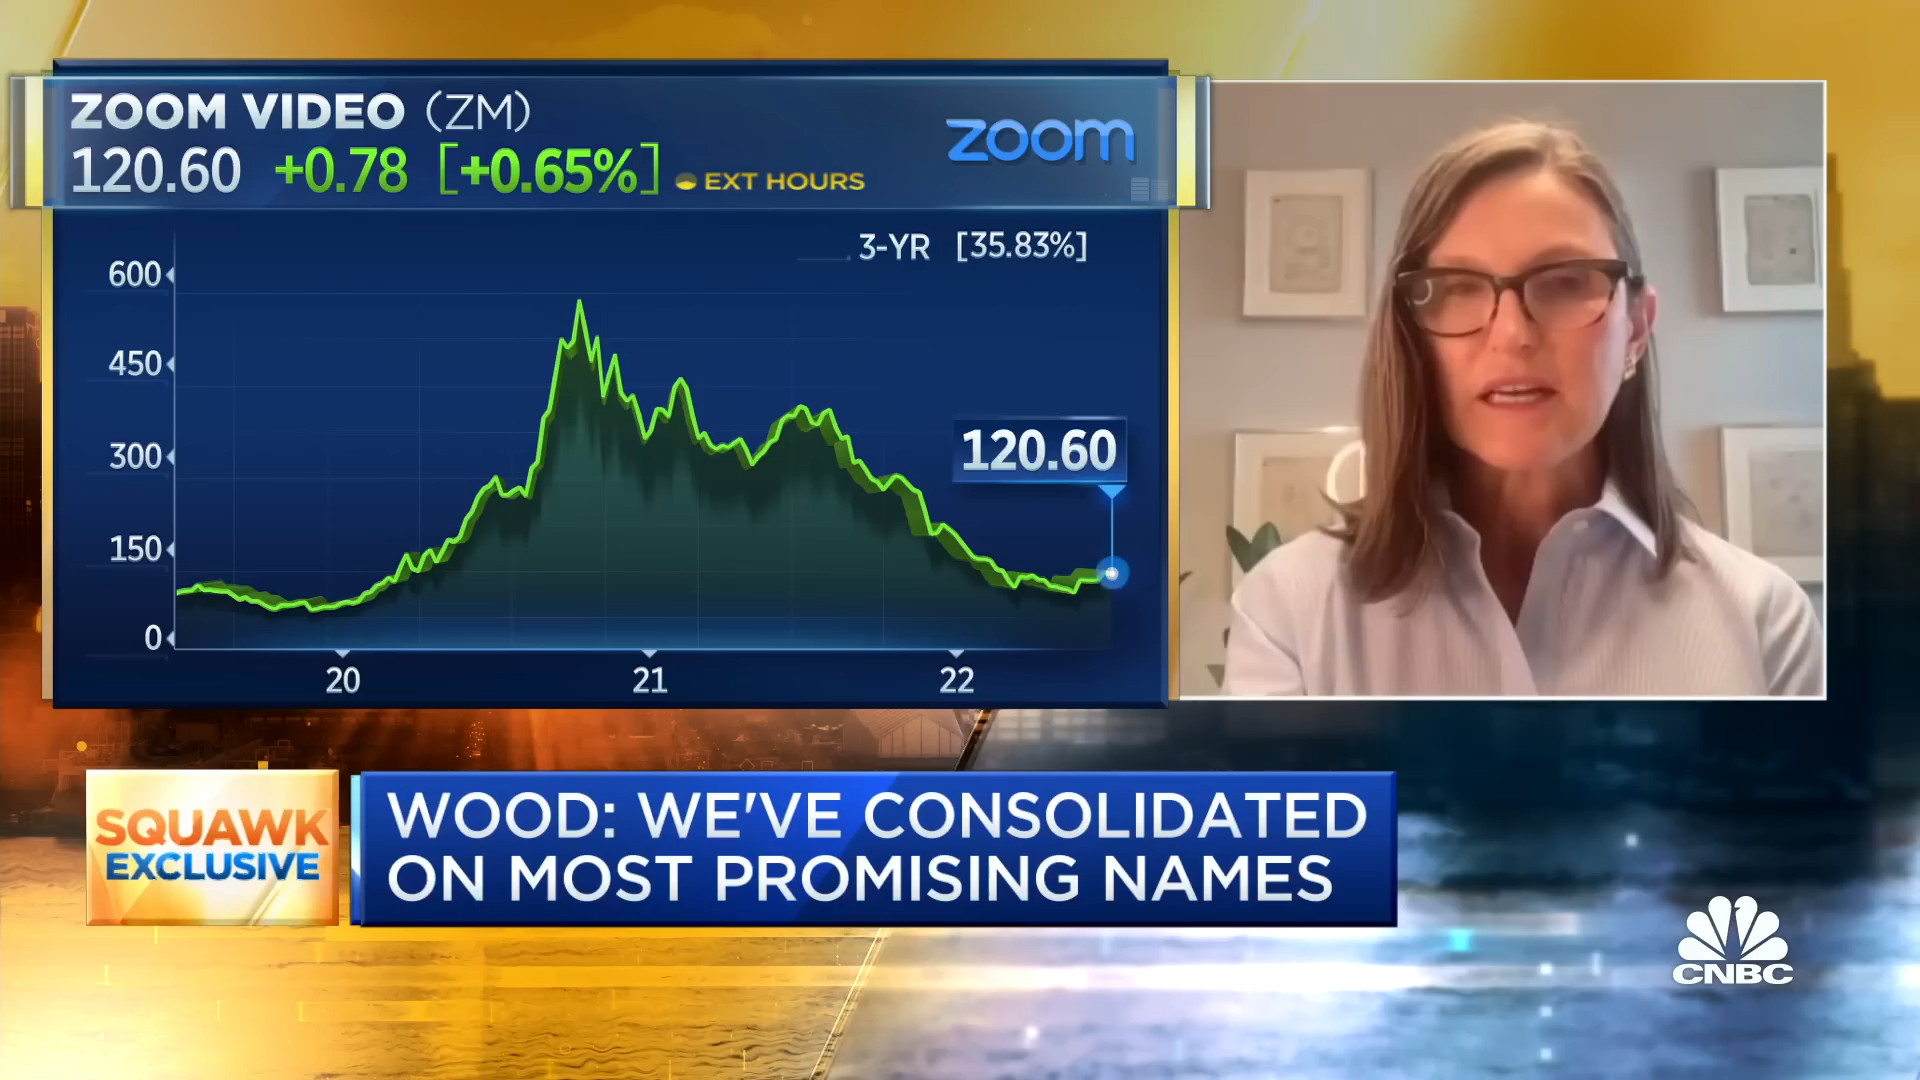 ZOOM VIDEO (ZM)
120.60 +0.78 [+0.65%] EXT HOURS
zoom
3-YR [35.83%]
600
450
300
150
0
120.60
20 21 22
SQUAWK
EXCLUSIVE
WOOD: WE'VE CONSOLIDATED
ON MOST PROMISING NAMES
CNBC